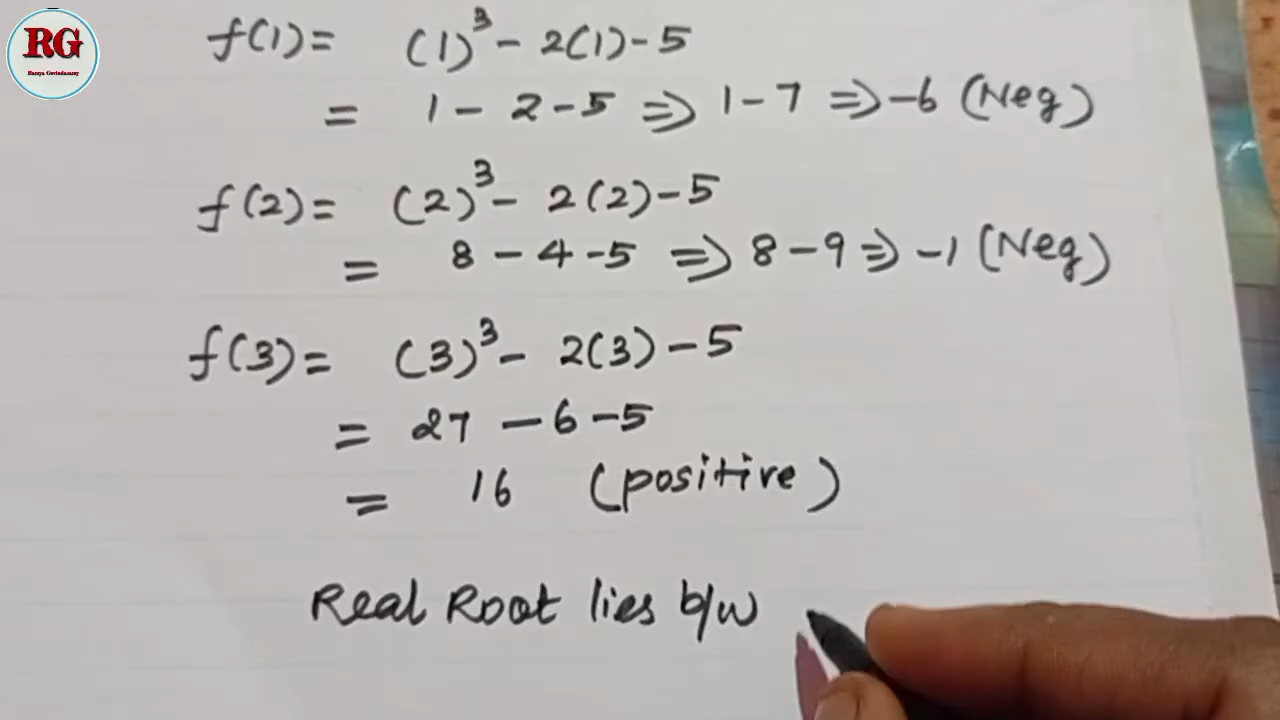 RG
Ramya Govindasamy
f(1) = (1)³ - 2(1) - 5
= 1 - 2 - 5 ⇒ 1 - 7 ⇒ -6 (Neg)
f(2) = (2)³ - 2(2) - 5
= 8 - 4 - 5 ⇒ 8 - 9 ⇒ -1 (Neg)
f(3) = (3)³ - 2(3) - 5
= 27 - 6 - 5
= 16 (positive)
Real Root lies b/w